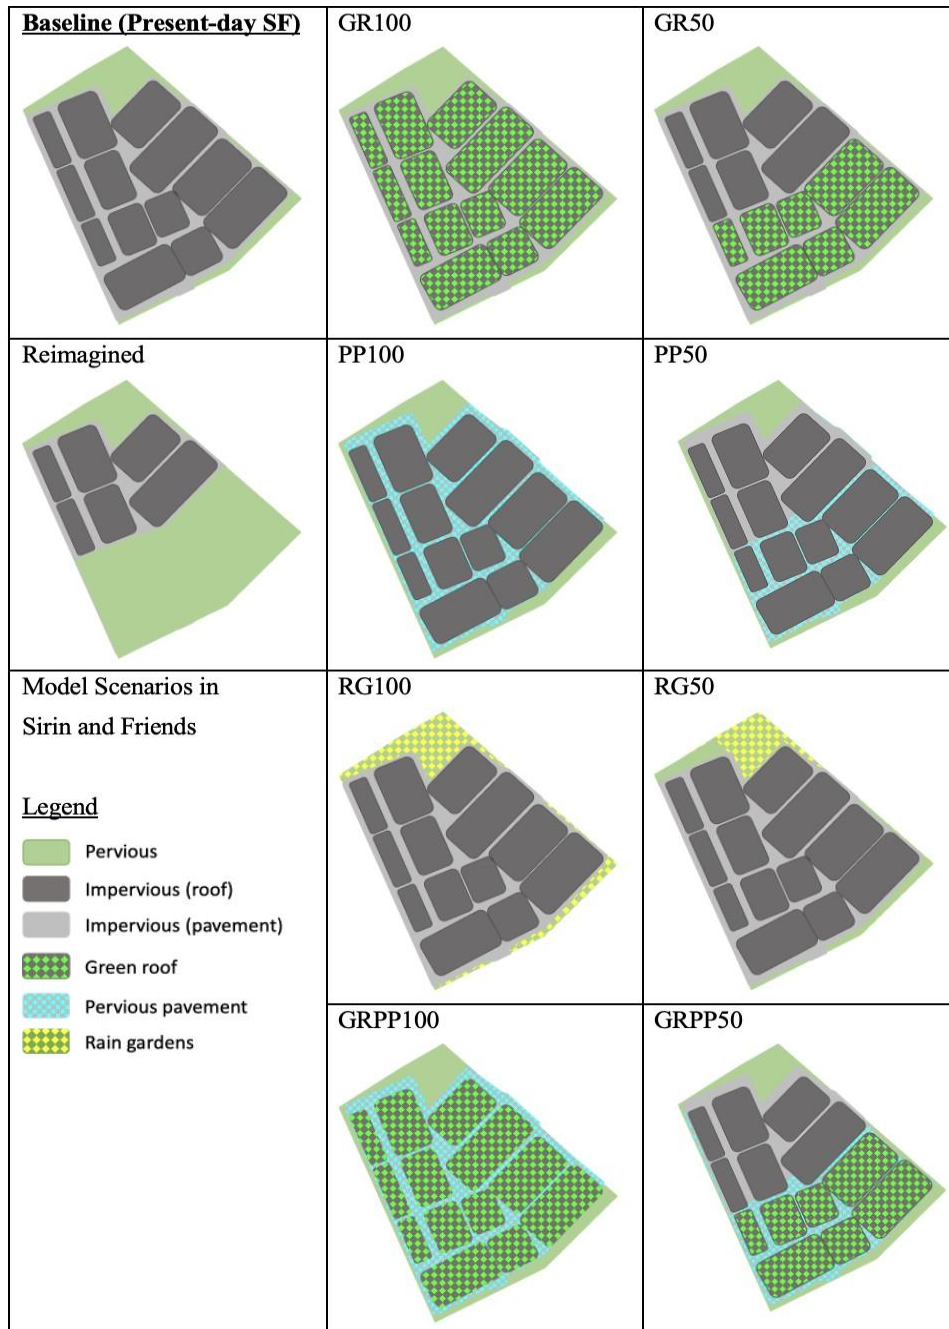 Baseline (Present-day SF)
GR100
GR50
Reimagined
PP100
PP50
Model Scenarios in
Sirin and Friends
RG100
RG50
Legend
Pervious
Impervious (roof)
Impervious (pavement)
Green roof
Pervious pavement
Rain gardens
GRPP100
GRPP50